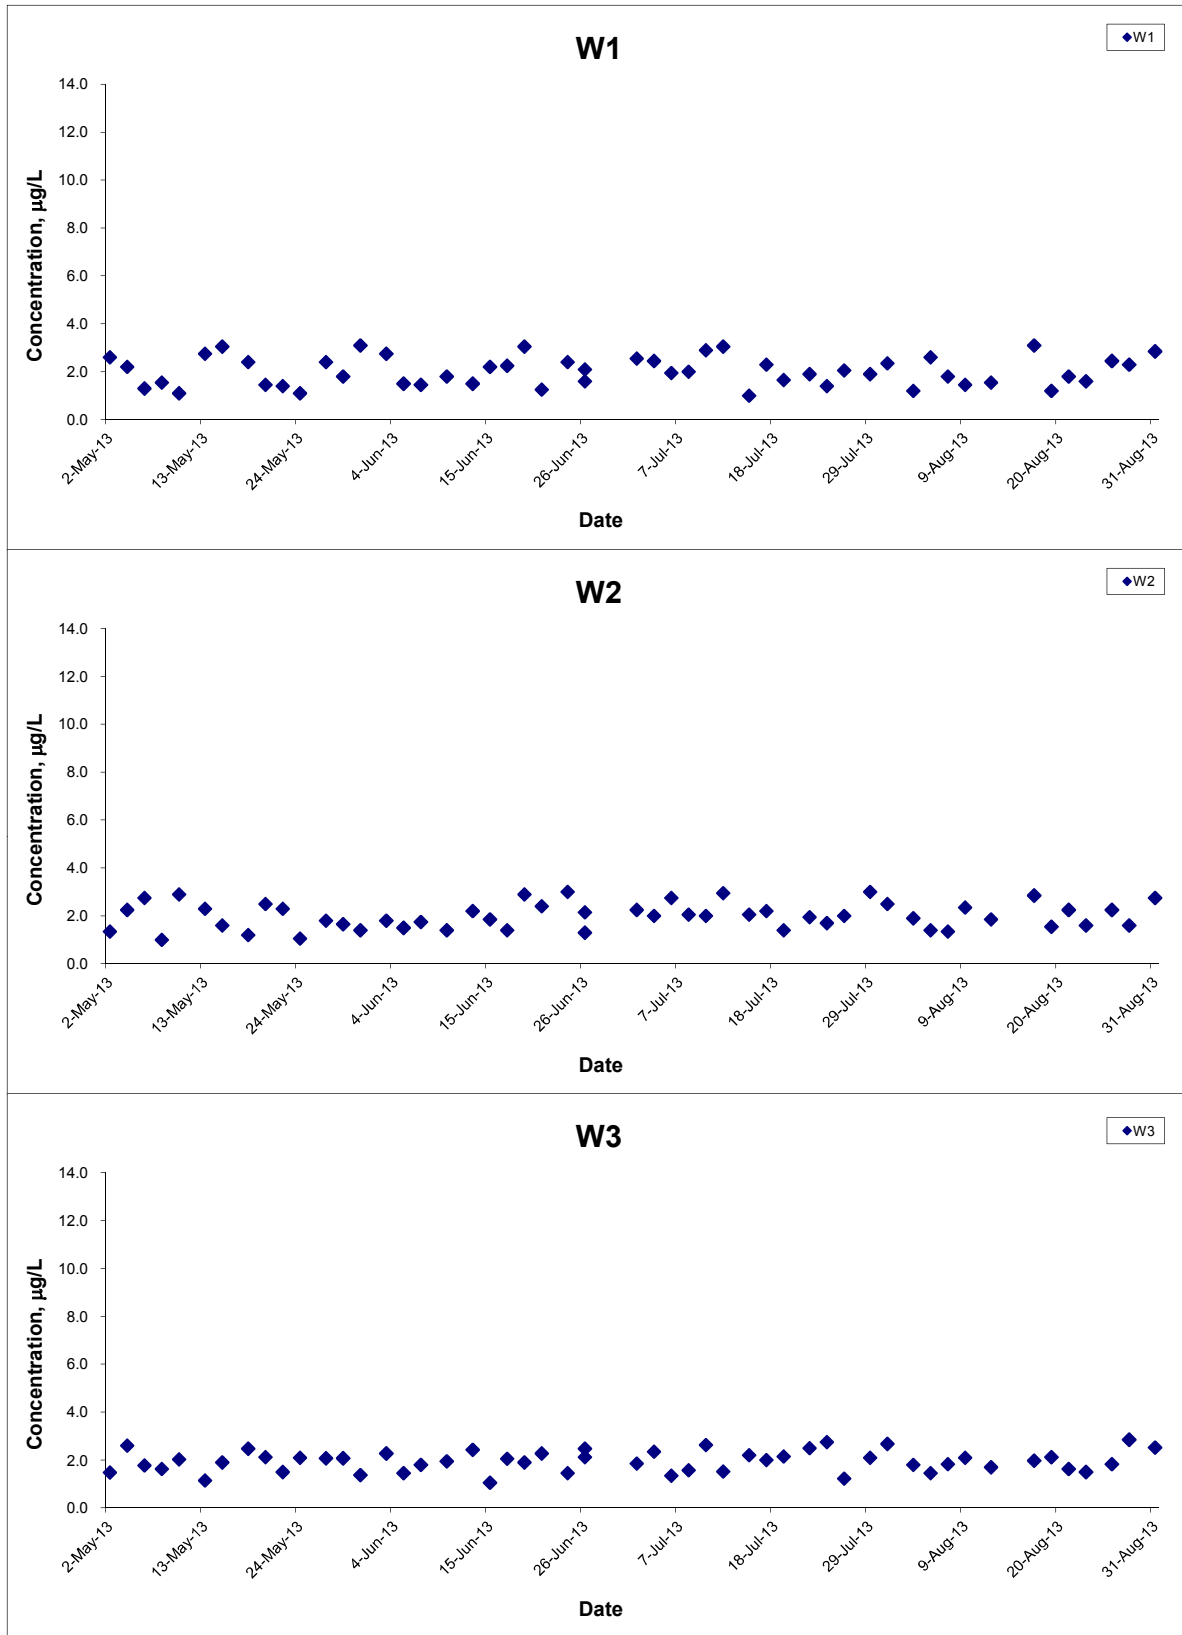 W1
W1
14.0
12.0
10.0
8.0
6.0
4.0
2.0
0.0
Concentration, µg/L
2-May-13
13-May-13
24-May-13
4-Jun-13
15-Jun-13
26-Jun-13
7-Jul-13
18-Jul-13
29-Jul-13
9-Aug-13
20-Aug-13
31-Aug-13
Date
W2
W2
14.0
12.0
10.0
8.0
6.0
4.0
2.0
0.0
Concentration, µg/L
2-May-13
13-May-13
24-May-13
4-Jun-13
15-Jun-13
26-Jun-13
7-Jul-13
18-Jul-13
29-Jul-13
9-Aug-13
20-Aug-13
31-Aug-13
Date
W3
W3
14.0
12.0
10.0
8.0
6.0
4.0
2.0
0.0
Concentration, µg/L
2-May-13
13-May-13
24-May-13
4-Jun-13
15-Jun-13
26-Jun-13
7-Jul-13
18-Jul-13
29-Jul-13
9-Aug-13
20-Aug-13
31-Aug-13
Date